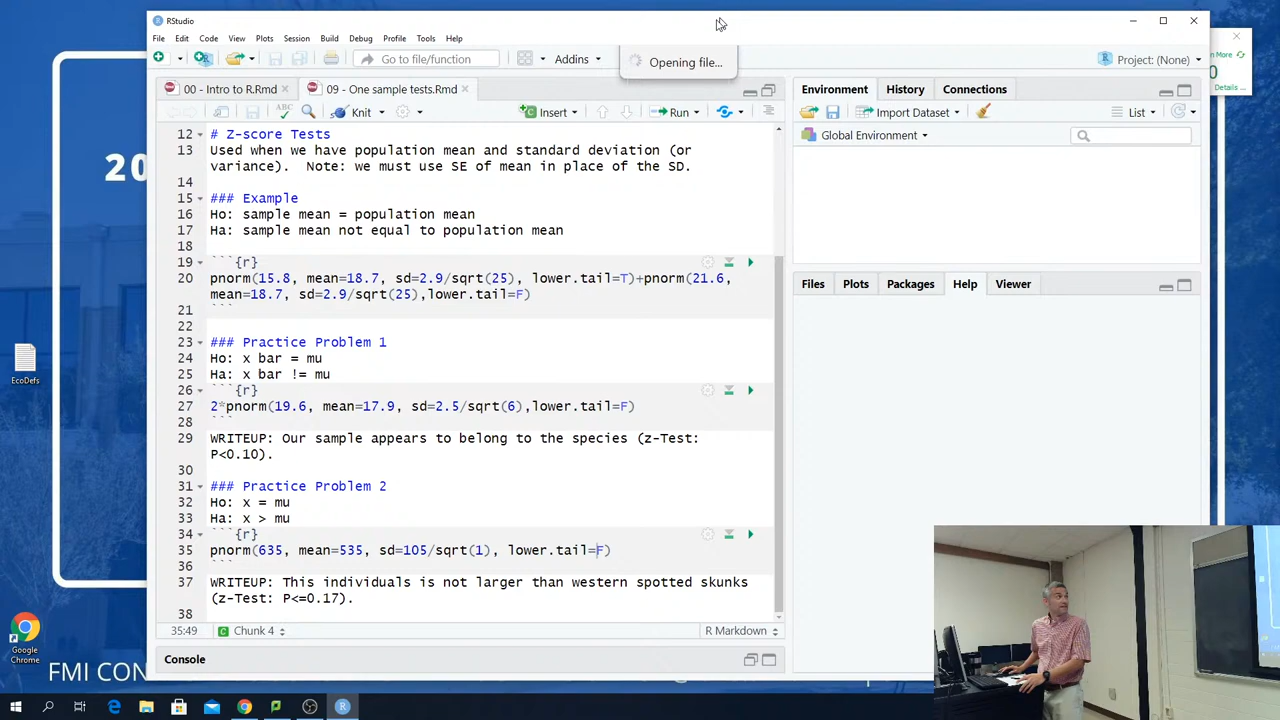 RStudio
File Edit Code View Plots Session Build Debug Profile Tools Help
Go to file/function
Addins
Opening file...
Project: (None)
00 - Intro to R.Rmd
09 - One sample tests.Rmd
ABC
Knit
Insert
Run
12 # Z-score Tests
13 Used when we have population mean and standard deviation (or
variance).  Note: we must use SE of mean in place of the SD.
14
15 ### Example
16 Ho: sample mean = population mean
17 Ha: sample mean not equal to population mean
18
19 ```{r}
20 pnorm(15.8, mean=18.7, sd=2.9/sqrt(25), lower.tail=T)+pnorm(21.6,
mean=18.7, sd=2.9/sqrt(25),lower.tail=F)
21 ```
22
23 ### Practice Problem 1
24 Ho: x bar = mu
25 Ha: x bar != mu
26 ```{r}
27 2*pnorm(19.6, mean=17.9, sd=2.5/sqrt(6),lower.tail=F)
28 ```
29 WRITEUP: Our sample appears to belong to the species (z-Test:
P<0.10).
30
31 ### Practice Problem 2
32 Ho: x = mu
33 Ha: x > mu
34 ```{r}
35 pnorm(635, mean=535, sd=105/sqrt(1), lower.tail=F)
36 ```
37 WRITEUP: This individuals is not larger than western spotted skunks
(z-Test: P<=0.17).
38
35:49
Chunk 4
R Markdown
Console
Environment History Connections
Import Dataset
List
Global Environment
Files Plots Packages Help Viewer
20
n More
0
Details ...
EcoDefs
Google
Chrome
FMI CON